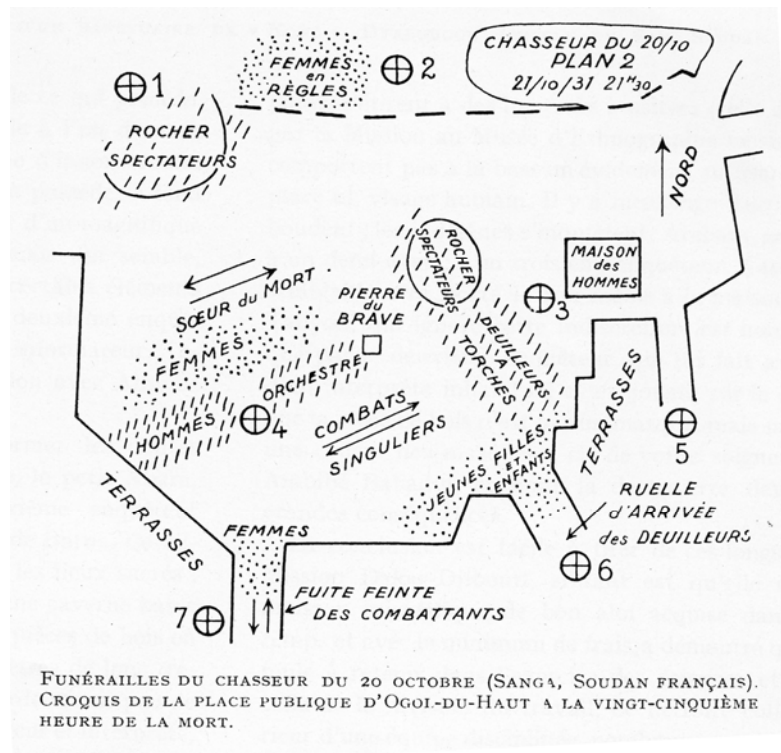 1
FEMMES
en
RÈGLES
2
CHASSEUR DU 20/10
PLAN 2
21/10/31 21H30
ROCHER
SPECTATEURS
NORD
SŒUR du MORT
FEMMES
PIERRE
du
BRAVE
ROCHER
SPECTATEURS
3
MAISON
des
HOMMES
DEUILLEURS
À
TORCHES
HOMMES
4
ORCHESTRE
COMBATS
SINGULIERS
TERRASSES
JEUNES FILLES
ET
ENFANTS
TERRASSES
5
RUELLE
D'ARRIVÉE
des DEUILLEURS
6
FEMMES
7
FUITE FEINTE
DES COMBATTANTS
FUNÉRAILLES DU CHASSEUR DU 20 OCTOBRE (SANGA, SOUDAN FRANÇAIS).
CROQUIS DE LA PLACE PUBLIQUE D'OGOL-DU-HAUT A LA VINGT-CINQUIÈME
HEURE DE LA MORT.